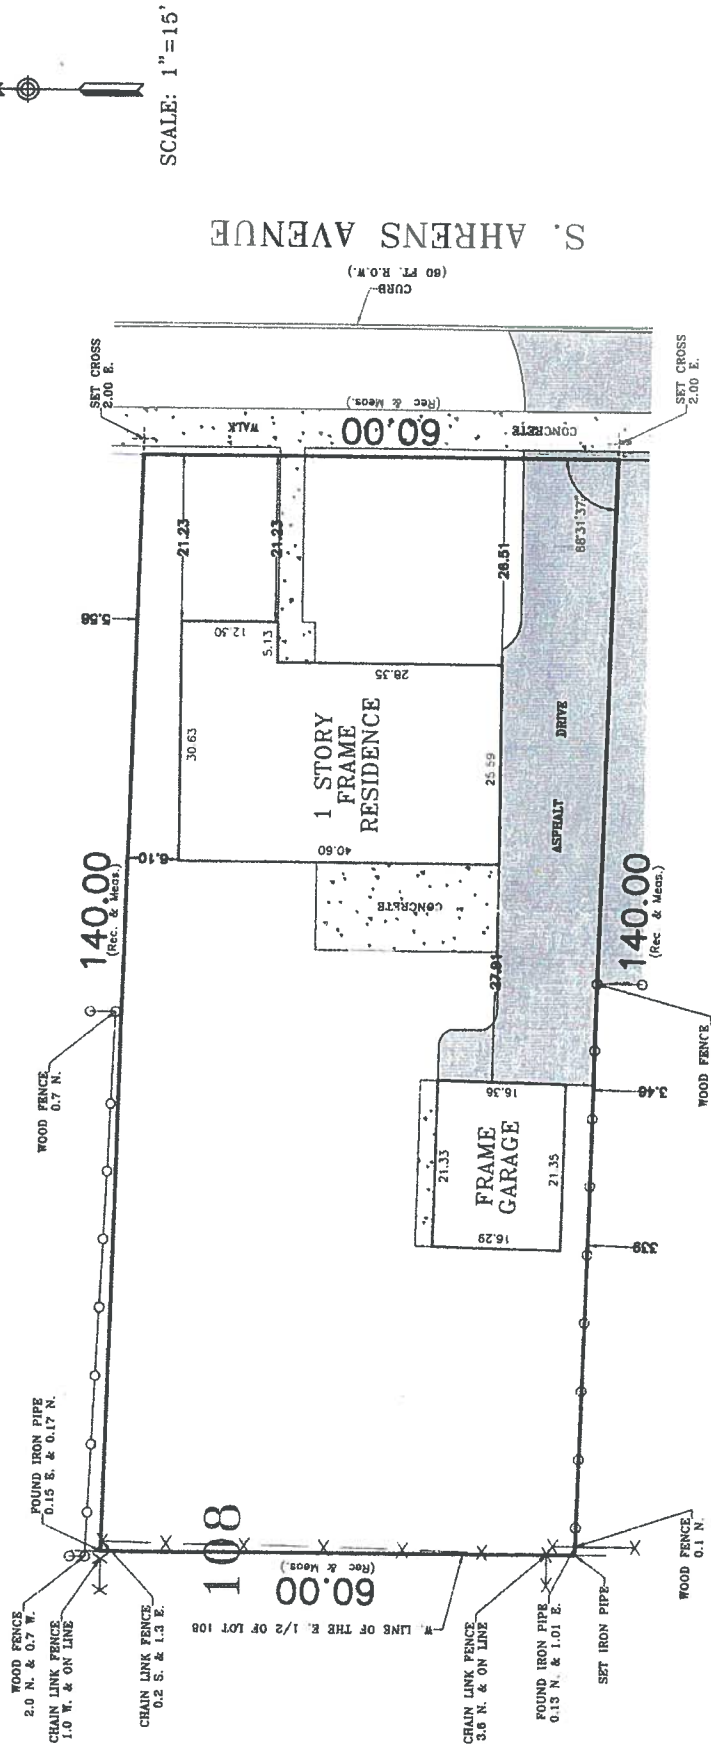 SCALE: 1"=15'
S. AHRENS AVENUE
(60 FT. R.O.W.)
CURB
SET CROSS
2.00 E.
WALK
60.00
(Rec & Meas.)
CONCRETE
SET CROSS
2.00 E.
21.23
21.23
26.51
88°31'37"
5.58
12.30
5.13
28.35
30.63
1 STORY
FRAME
RESIDENCE
25.59
ASPHALT
DRIVE
40.60
6.10
CONCRETE
140.00
(Rec. & Meas.)
140.00
(Rec & Meas.)
27.91
WOOD FENCE
0.7 N.
WOOD FENCE
16.36
3.46
21.33
FRAME
GARAGE
21.35
16.29
3.39
FOUND IRON PIPE
0.15 E. & 0.17 N.
WOOD FENCE
2.0 N. & 0.7 W.
CHAIN LINK FENCE
1.0 W. & ON LINE
CHAIN LINK FENCE
0.2 S. & 1.3 E.
108
60.00
(Rec & Meas.)
W. LINE OF THE E. 1/2 OF LOT 108
CHAIN LINK FENCE
3.6 N. & ON LINE
FOUND IRON PIPE
0.13 N. & 1.01 E.
SET IRON PIPE
WOOD FENCE
0.1 N.